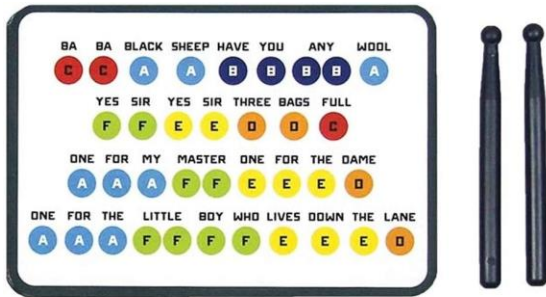 BA BA BLACK SHEEP HAVE YOU ANY WOOL
C C A A B B B B A
YES SIR YES SIR THREE BAGS FULL
F F E E D D C
ONE FOR MY MASTER ONE FOR THE DAME
A A A F F E E E D
ONE FOR THE LITTLE BOY WHO LIVES DOWN THE LANE
A A A F F F F E E E D